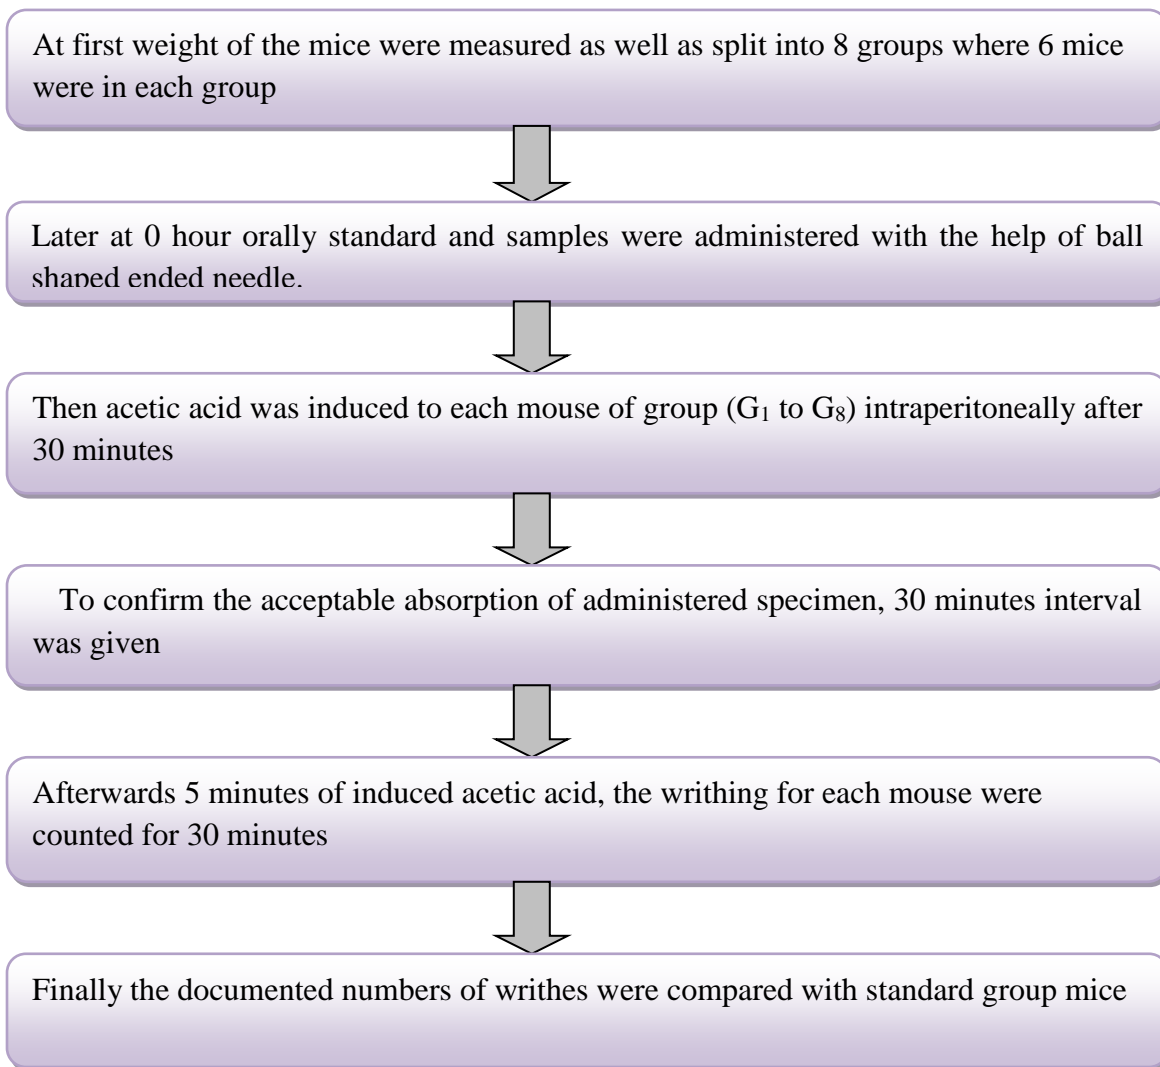 At first weight of the mice were measured as well as split into 8 groups where 6 mice
were in each group
Later at 0 hour orally standard and samples were administered with the help of ball
shaped ended needle.
Then acetic acid was induced to each mouse of group (G₁ to G₈) intraperitoneally after
30 minutes
To confirm the acceptable absorption of administered specimen, 30 minutes interval
was given
Afterwards 5 minutes of induced acetic acid, the writhing for each mouse were
counted for 30 minutes
Finally the documented numbers of writhes were compared with standard group mice